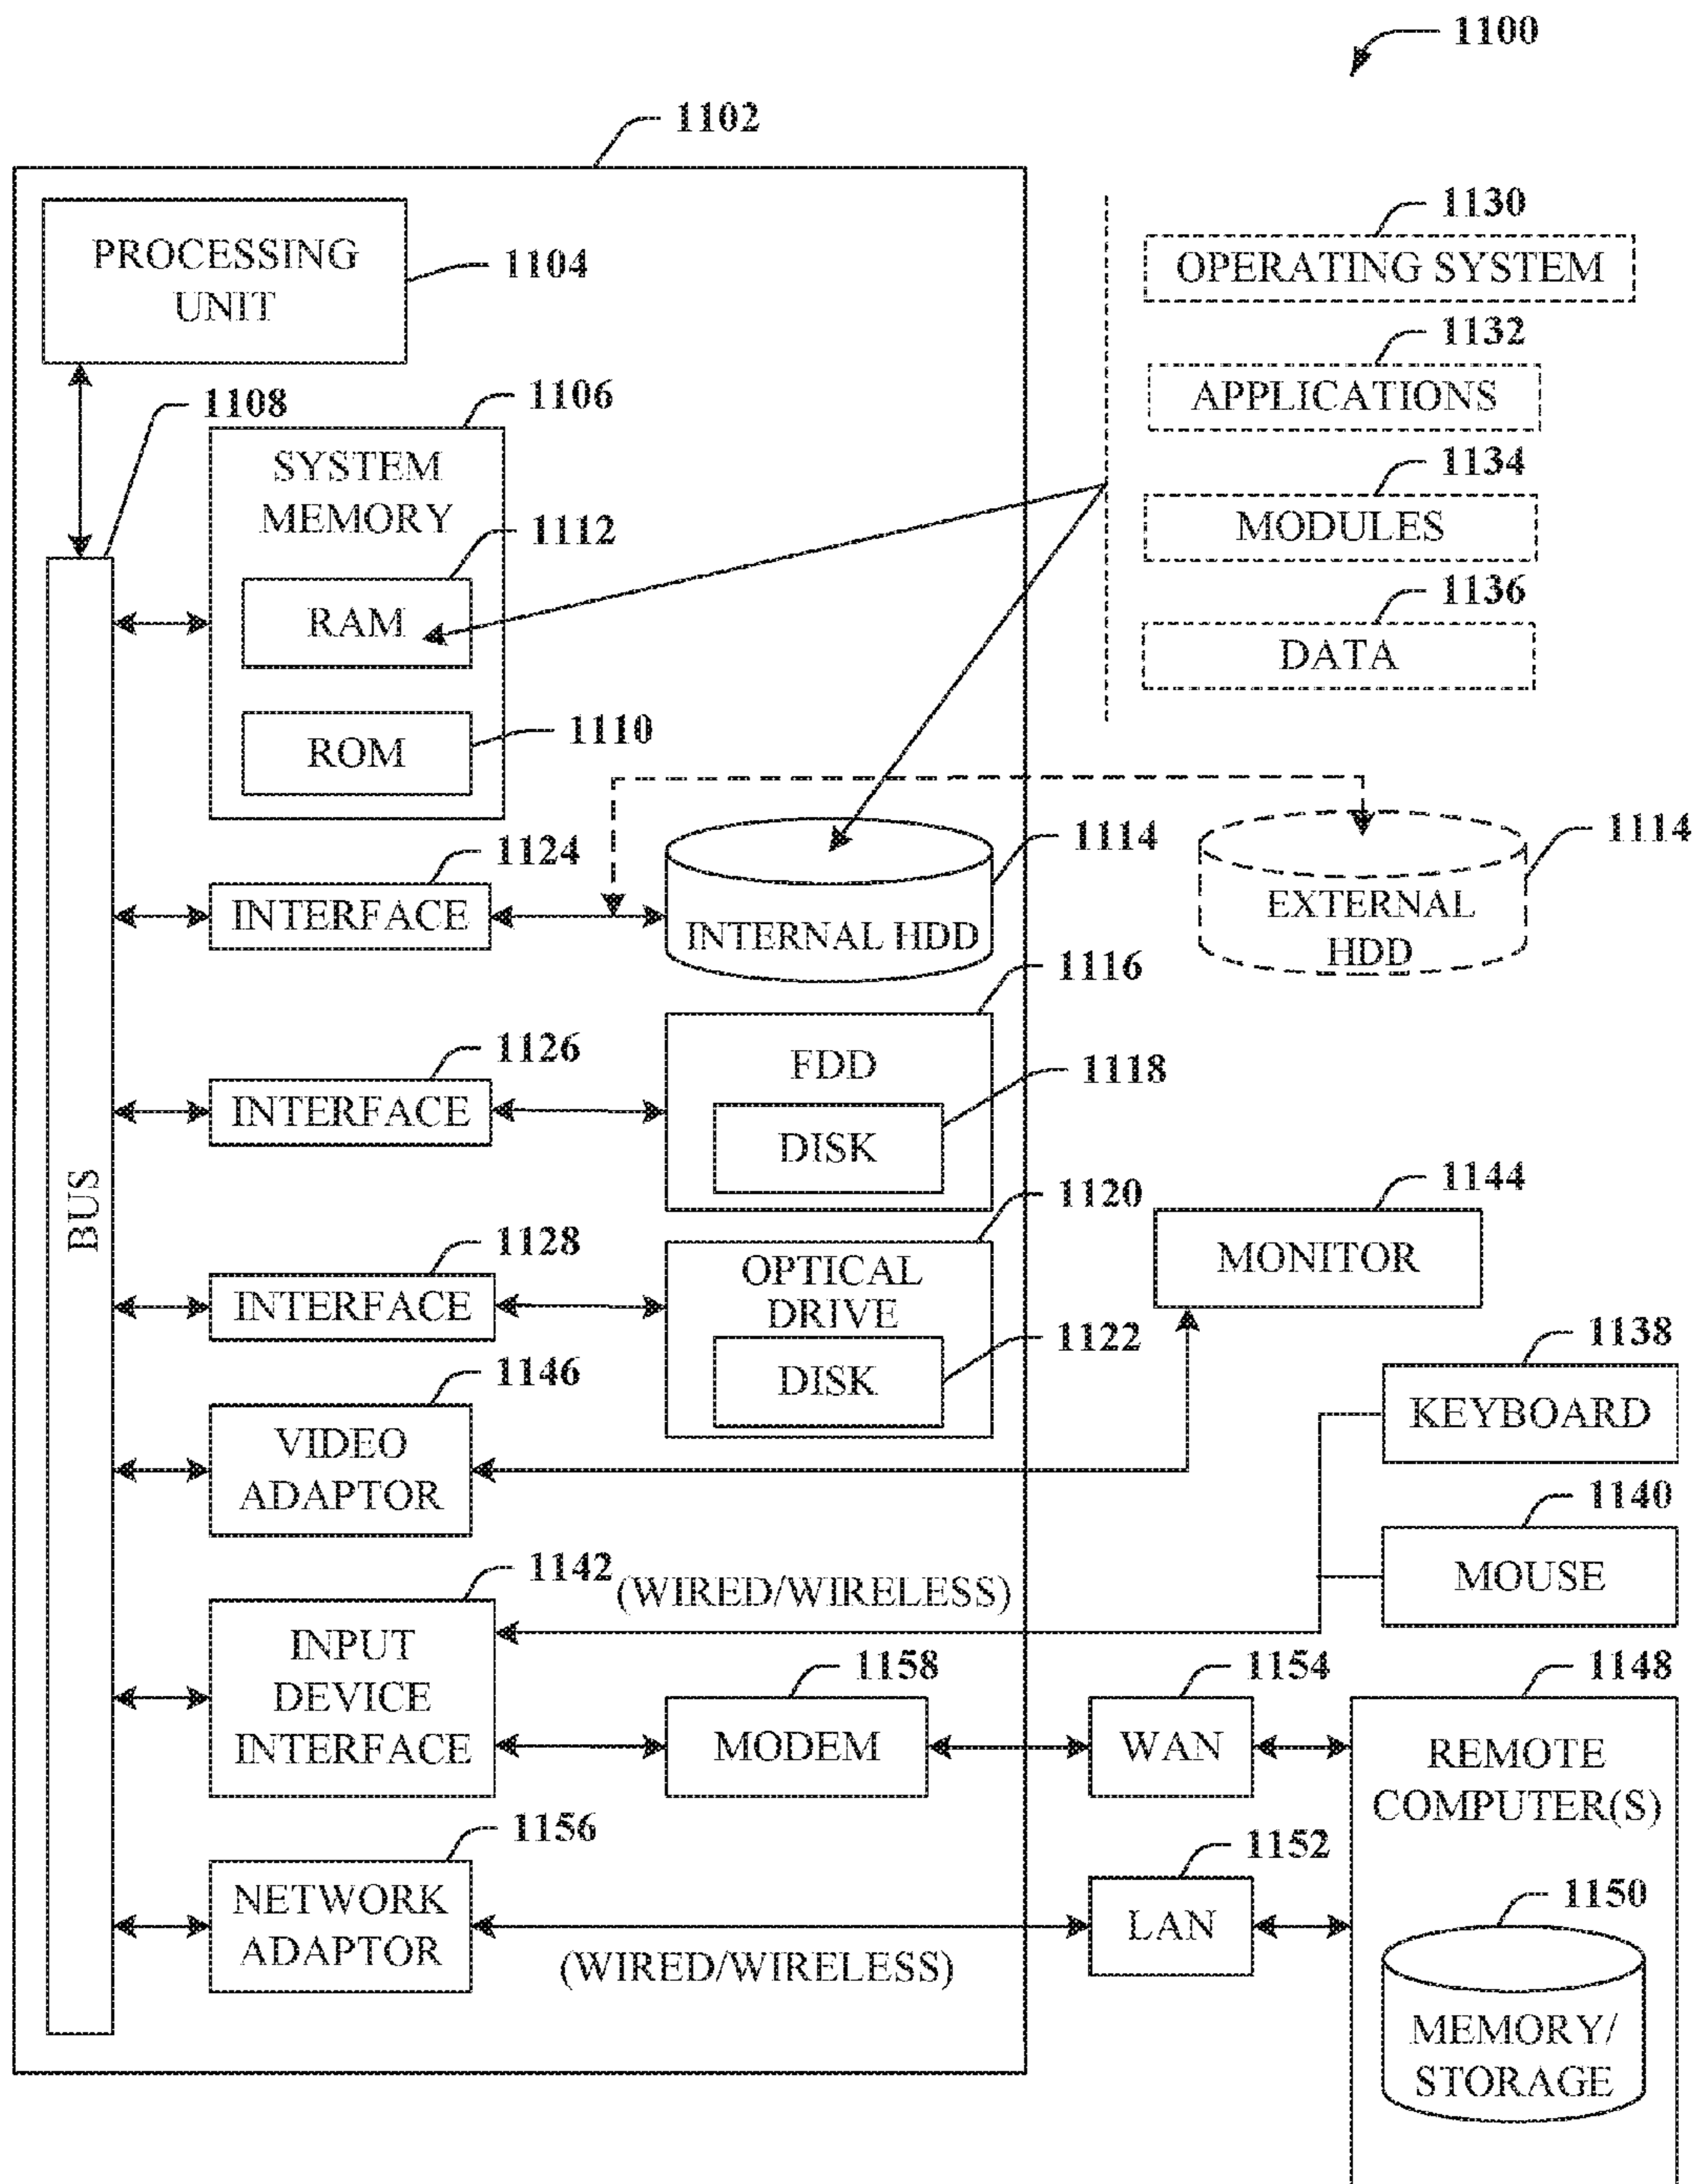 1100
1102
PROCESSING
UNIT
1104
1130
OPERATING SYSTEM
1132
APPLICATIONS
1134
MODULES
1136
DATA
1108
1106
SYSTEM
MEMORY
1112
RAM
1110
ROM
1124
INTERFACE
1114
INTERNAL HDD
1114
EXTERNAL
HDD
1126
INTERFACE
1116
FDD
1118
DISK
BUS
1128
INTERFACE
1120
OPTICAL
DRIVE
1122
DISK
1144
MONITOR
1146
VIDEO
ADAPTOR
1138
KEYBOARD
1140
MOUSE
1142
(WIRED/WIRELESS)
INPUT
DEVICE
INTERFACE
1158
MODEM
1154
WAN
1148
REMOTE
COMPUTER(S)
1156
NETWORK
ADAPTOR
(WIRED/WIRELESS)
1152
LAN
1150
MEMORY/
STORAGE